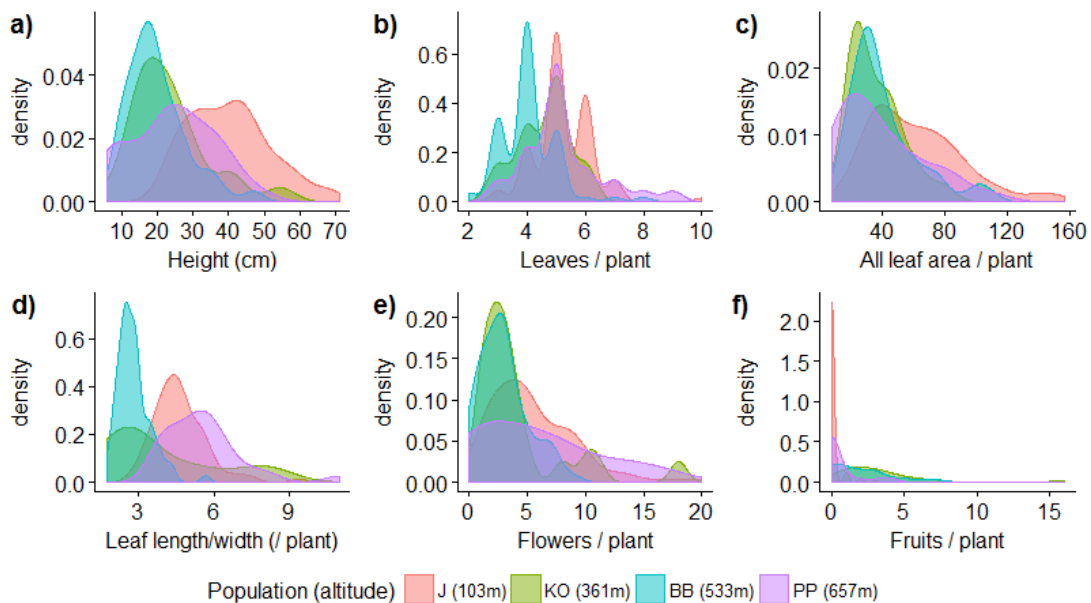 a)
density
0.04
0.02
0.00
10 20 30 40 50 60 70
Height (cm)
b)
density
0.6
0.4
0.2
0.0
2 4 6 8 10
Leaves / plant
c)
density
0.02
0.01
0.00
40 80 120 160
All leaf area / plant
d)
density
0.6
0.4
0.2
0.0
3 6 9
Leaf length/width (/ plant)
e)
density
0.20
0.15
0.10
0.05
0.00
0 5 10 15 20
Flowers / plant
f)
density
2.0
1.5
1.0
0.5
0.0
0 5 10 15
Fruits / plant
Population (altitude) J (103m) KO (361m) BB (533m) PP (657m)